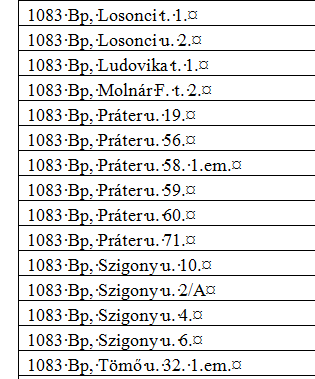 1083 Bp, Losonci t. 1.
1083 Bp, Losonci u. 2.
1083 Bp, Ludovika t. 1.
1083 Bp, Molnár F. t. 2.
1083 Bp, Práter u. 19.
1083 Bp, Práter u. 56.
1083 Bp, Práter u. 58. 1.em.
1083 Bp, Práter u. 59.
1083 Bp, Práter u. 60.
1083 Bp, Práter u. 71.
1083 Bp, Szigony u. 10.
1083 Bp, Szigony u. 2/A
1083 Bp, Szigony u. 4.
1083 Bp, Szigony u. 6.
1083 Bp, Tömő u. 32. 1.em.